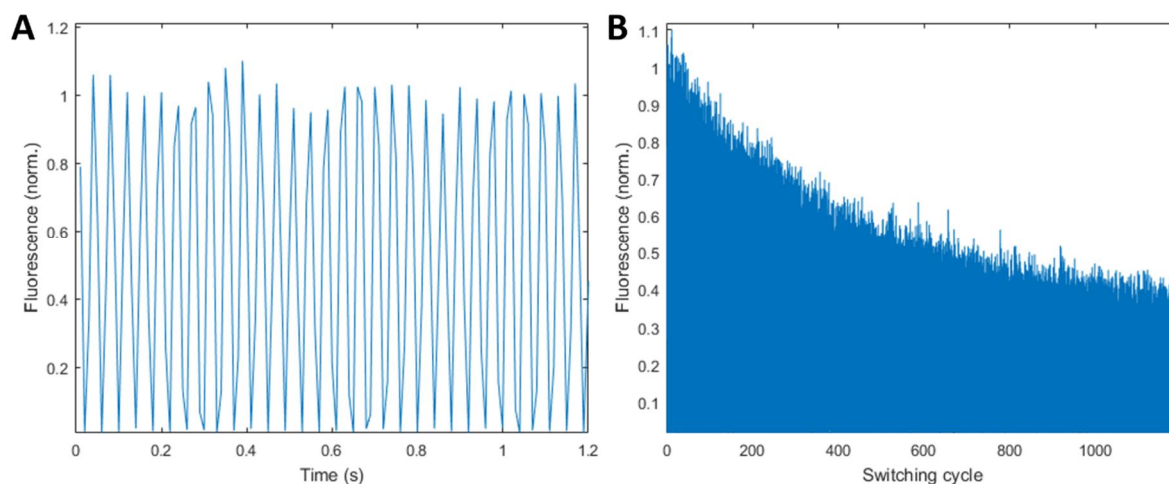 A
1.2
1
0.8
0.6
0.4
0.2
Fluorescence (norm.)
0 0.2 0.4 0.6 0.8 1 1.2
Time (s)
B
1.1
1
0.9
0.8
0.7
0.6
0.5
0.4
0.3
0.2
0.1
Fluorescence (norm.)
0 200 400 600 800 1000
Switching cycle